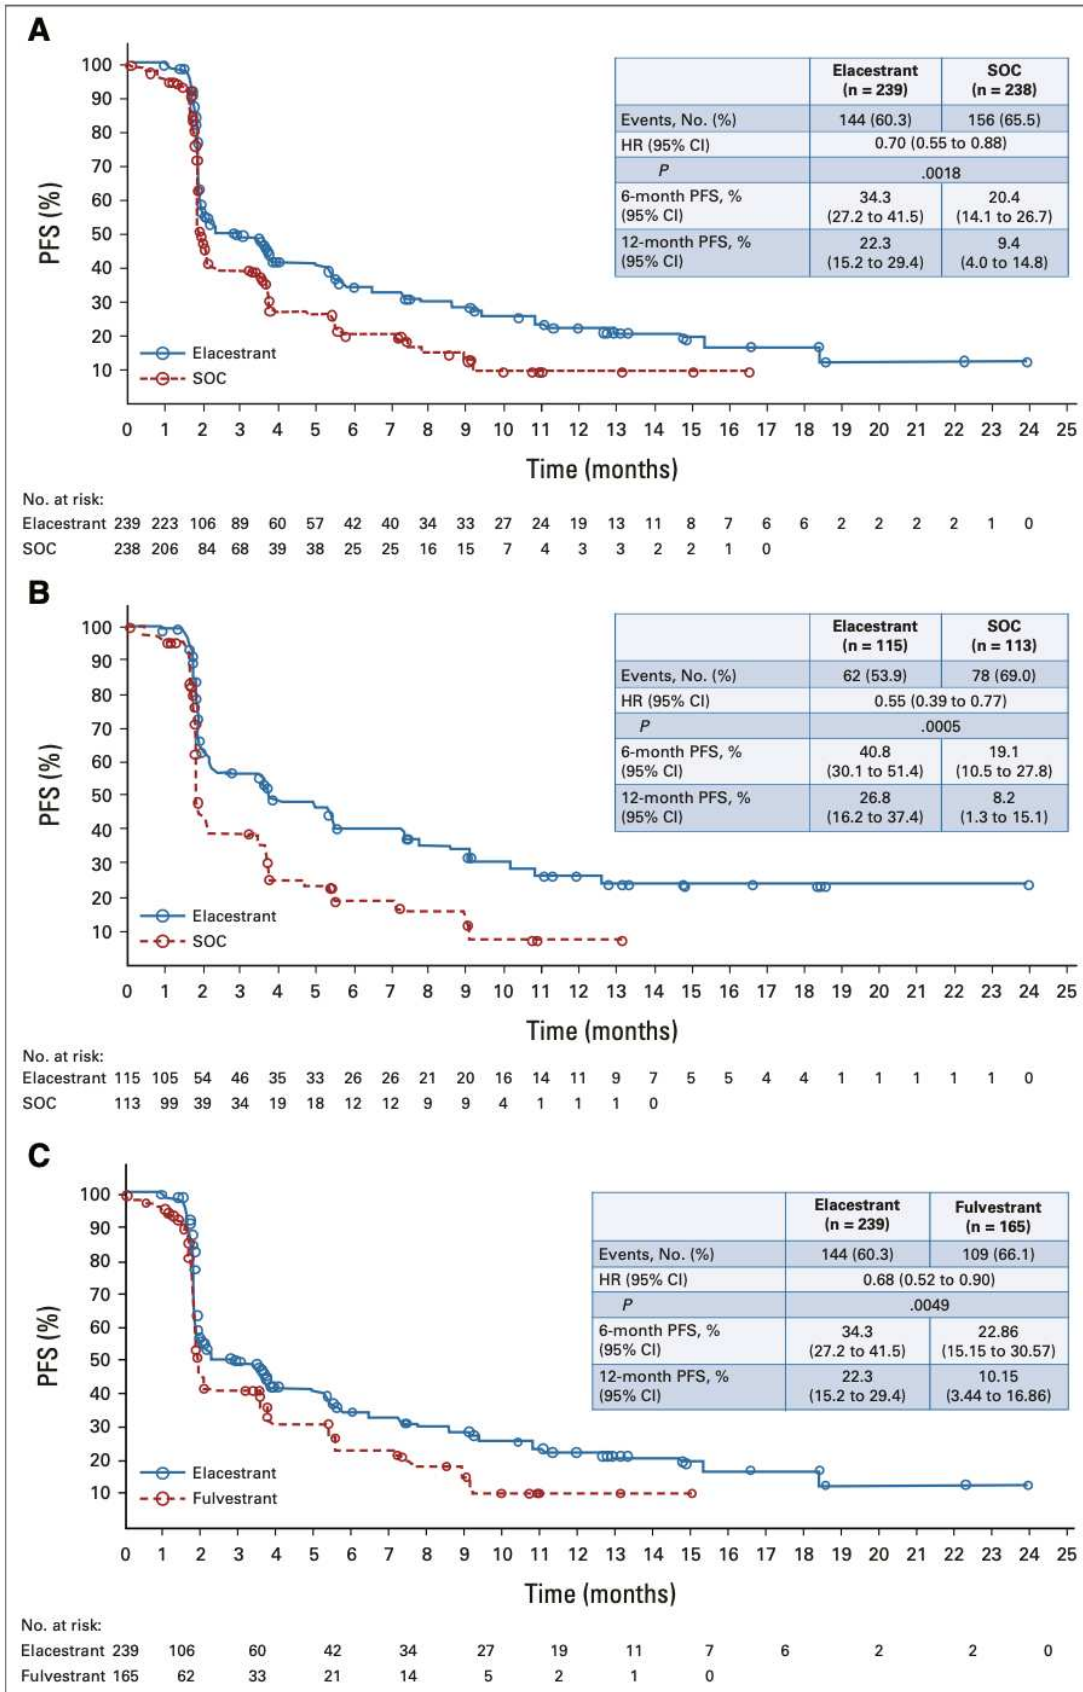 A
PFS (%)
100
90
80
70
60
50
40
30
20
10
Elacestrant
SOC
Elacestrant (n = 239) SOC (n = 238)
Events, No. (%) 144 (60.3) 156 (65.5)
HR (95% CI) 0.70 (0.55 to 0.88)
P .0018
6-month PFS, % (95% CI) 34.3 (27.2 to 41.5) 20.4 (14.1 to 26.7)
12-month PFS, % (95% CI) 22.3 (15.2 to 29.4) 9.4 (4.0 to 14.8)
0 1 2 3 4 5 6 7 8 9 10 11 12 13 14 15 16 17 18 19 20 21 22 23 24 25
Time (months)
No. at risk:
Elacestrant 239 223 106 89 60 57 42 40 34 33 27 24 19 13 11 8 7 6 6 2 2 2 2 1 0
SOC 238 206 84 68 39 38 25 25 16 15 7 4 3 3 2 2 1 0
B
PFS (%)
100
90
80
70
60
50
40
30
20
10
Elacestrant
SOC
Elacestrant (n = 115) SOC (n = 113)
Events, No. (%) 62 (53.9) 78 (69.0)
HR (95% CI) 0.55 (0.39 to 0.77)
P .0005
6-month PFS, % (95% CI) 40.8 (30.1 to 51.4) 19.1 (10.5 to 27.8)
12-month PFS, % (95% CI) 26.8 (16.2 to 37.4) 8.2 (1.3 to 15.1)
0 1 2 3 4 5 6 7 8 9 10 11 12 13 14 15 16 17 18 19 20 21 22 23 24 25
Time (months)
No. at risk:
Elacestrant 115 105 54 46 35 33 26 26 21 20 16 14 11 9 7 5 5 4 4 1 1 1 1 1 0
SOC 113 99 39 34 19 18 12 12 9 9 4 1 1 1 0
C
PFS (%)
100
90
80
70
60
50
40
30
20
10
Elacestrant
Fulvestrant
Elacestrant (n = 239) Fulvestrant (n = 165)
Events, No. (%) 144 (60.3) 109 (66.1)
HR (95% CI) 0.68 (0.52 to 0.90)
P .0049
6-month PFS, % (95% CI) 34.3 (27.2 to 41.5) 22.86 (15.15 to 30.57)
12-month PFS, % (95% CI) 22.3 (15.2 to 29.4) 10.15 (3.44 to 16.86)
0 1 2 3 4 5 6 7 8 9 10 11 12 13 14 15 16 17 18 19 20 21 22 23 24 25
Time (months)
No. at risk:
Elacestrant 239 106 60 42 34 27 19 11 7 6 2 2 0
Fulvestrant 165 62 33 21 14 5 2 1 0